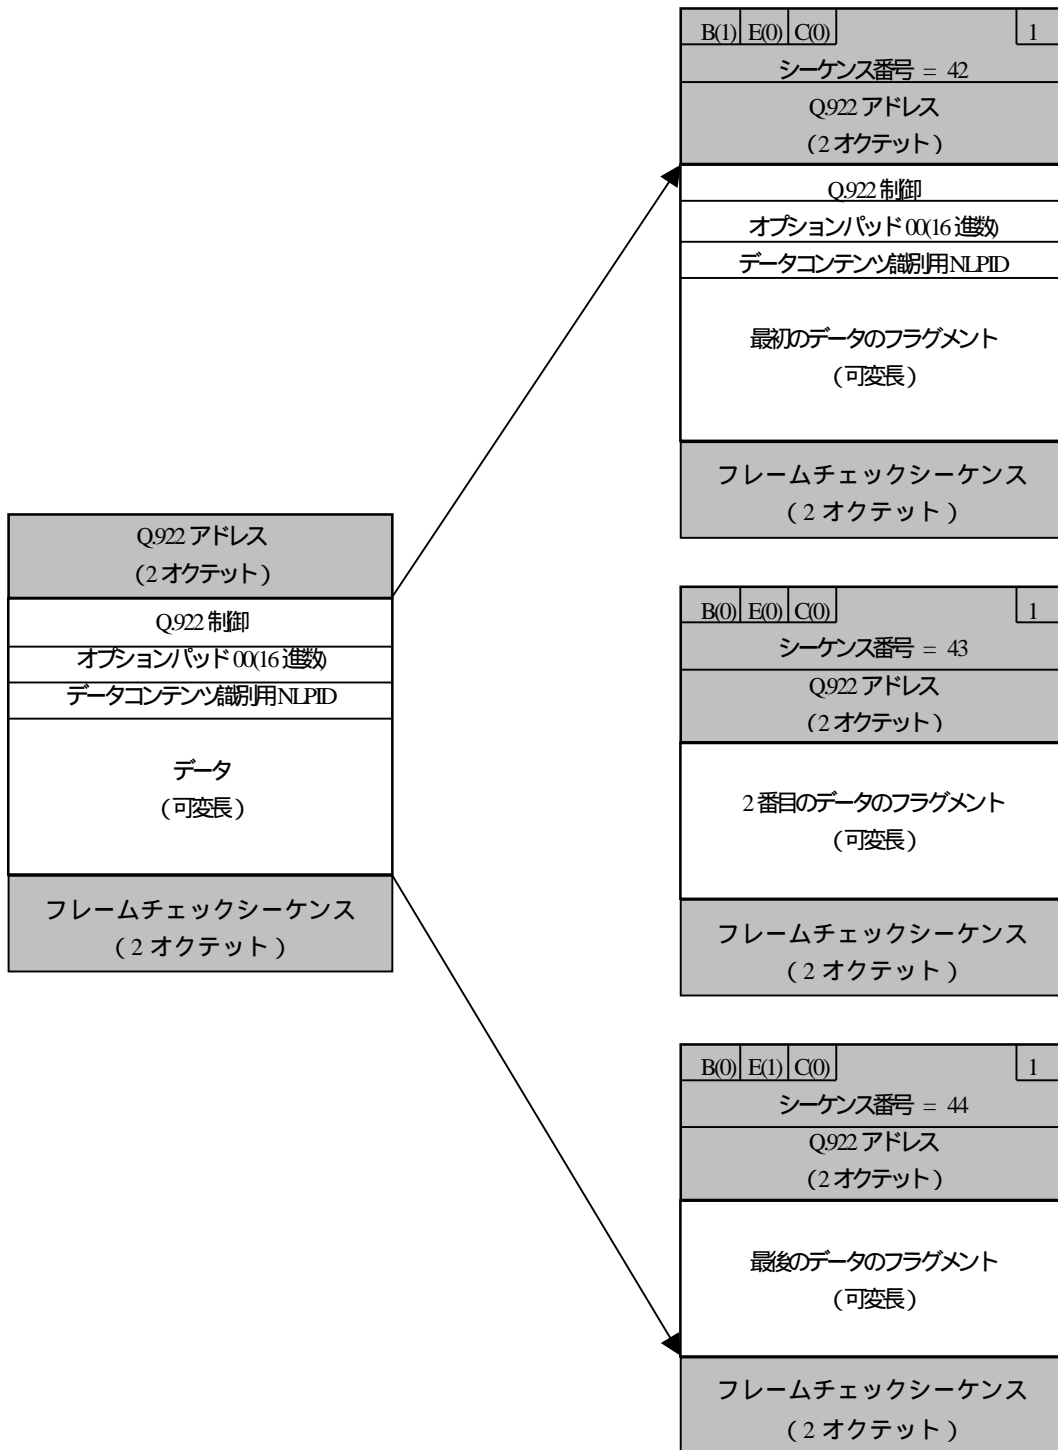 Q.922 アドレス
(2 オクテット)
Q.922 制御
オプションパッド 00(16 進数)
データコンテンツ識別用 NLPID
データ
(可変長)
フレームチェックシーケンス
(2 オクテット)
B(1) E(0) C(0) 1
シーケンス番号 = 42
Q.922 アドレス
(2 オクテット)
Q.922 制御
オプションパッド 00(16 進数)
データコンテンツ識別用 NLPID
最初のデータのフラグメント
(可変長)
フレームチェックシーケンス
(2 オクテット)
B(0) E(0) C(0) 1
シーケンス番号 = 43
Q.922 アドレス
(2 オクテット)
2 番目のデータのフラグメント
(可変長)
フレームチェックシーケンス
(2 オクテット)
B(0) E(1) C(0) 1
シーケンス番号 = 44
Q.922 アドレス
(2 オクテット)
最後のデータのフラグメント
(可変長)
フレームチェックシーケンス
(2 オクテット)